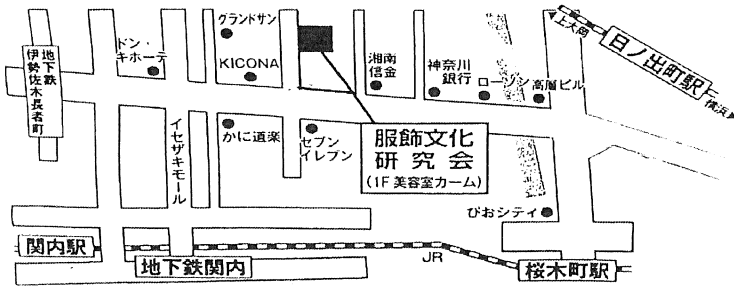 グランドサン
ドン・
キホーテ
KICONA
地下鉄
伊勢佐木長者町
湘南
信金
神奈川
銀行
ローソン
高層ビル
上大岡
日ノ出町駅
横浜
イセザキモール
かに道楽
セブン
イレブン
服飾文化
研究会
(1F 美容室カーム)
ぴおシティ
関内駅
地下鉄関内
JR
桜木町駅